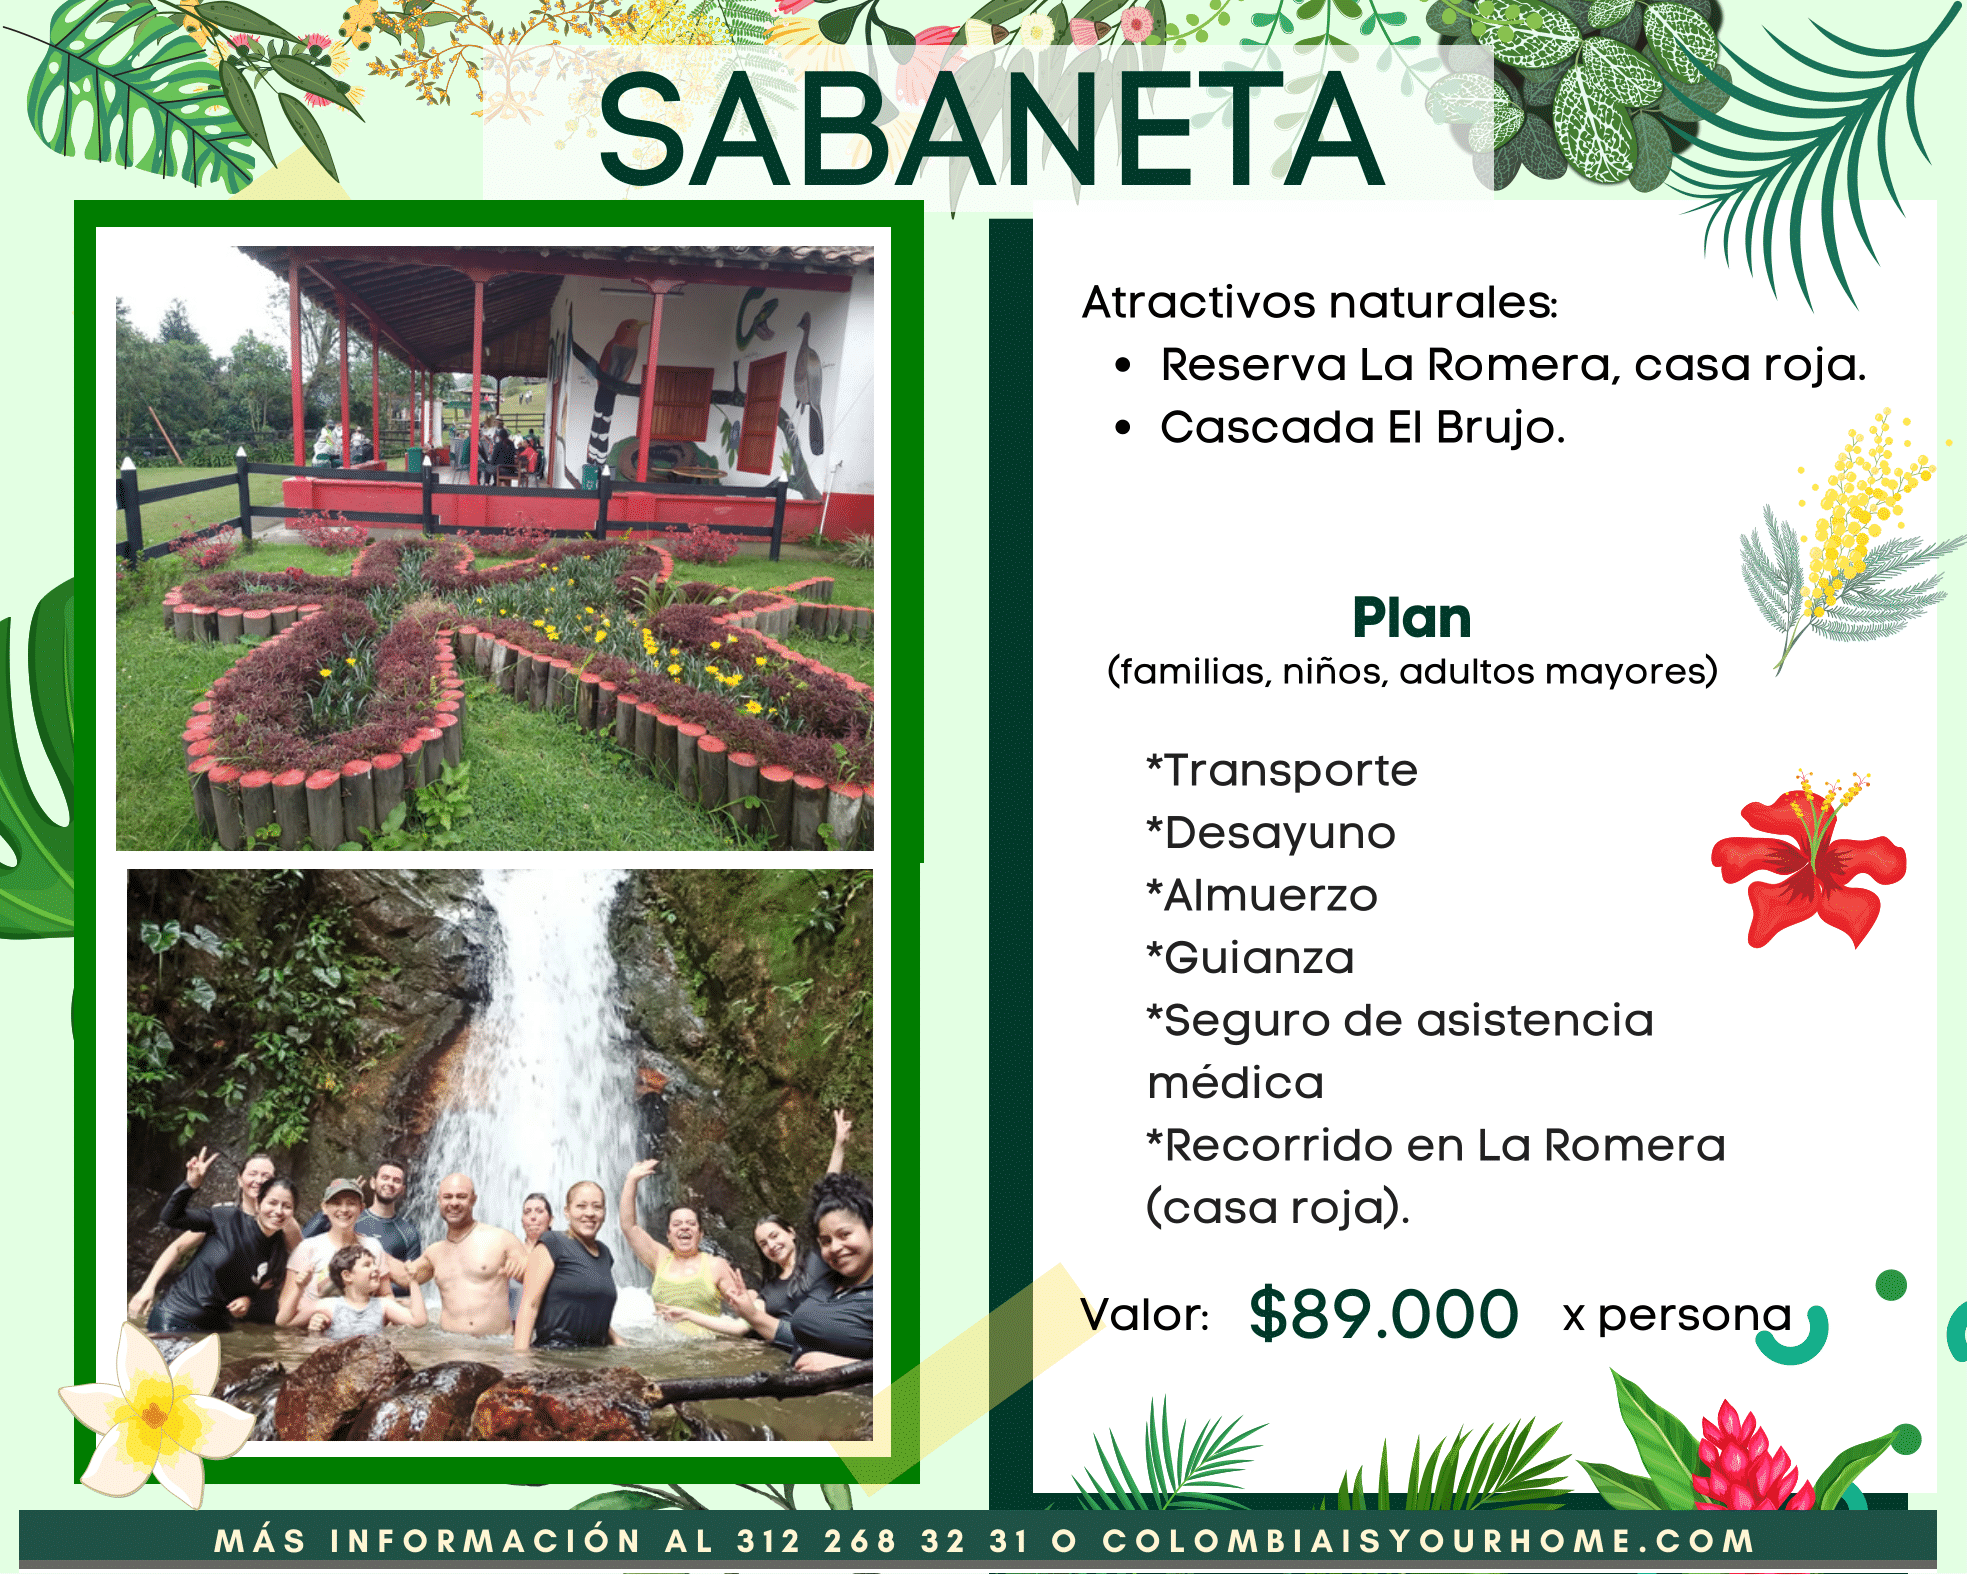 SABANETA
Atractivos naturales:
• Reserva La Romera, casa roja.
• Cascada El Brujo.
Plan
(familias, niños, adultos mayores)
*Transporte
*Desayuno
*Almuerzo
*Guianza
*Seguro de asistencia
médica
*Recorrido en La Romera
(casa roja).
Valor: $89.000 x persona
MÁS INFORMACIÓN AL 312 268 32 31 O COLOMBIAISYOURHOME.COM